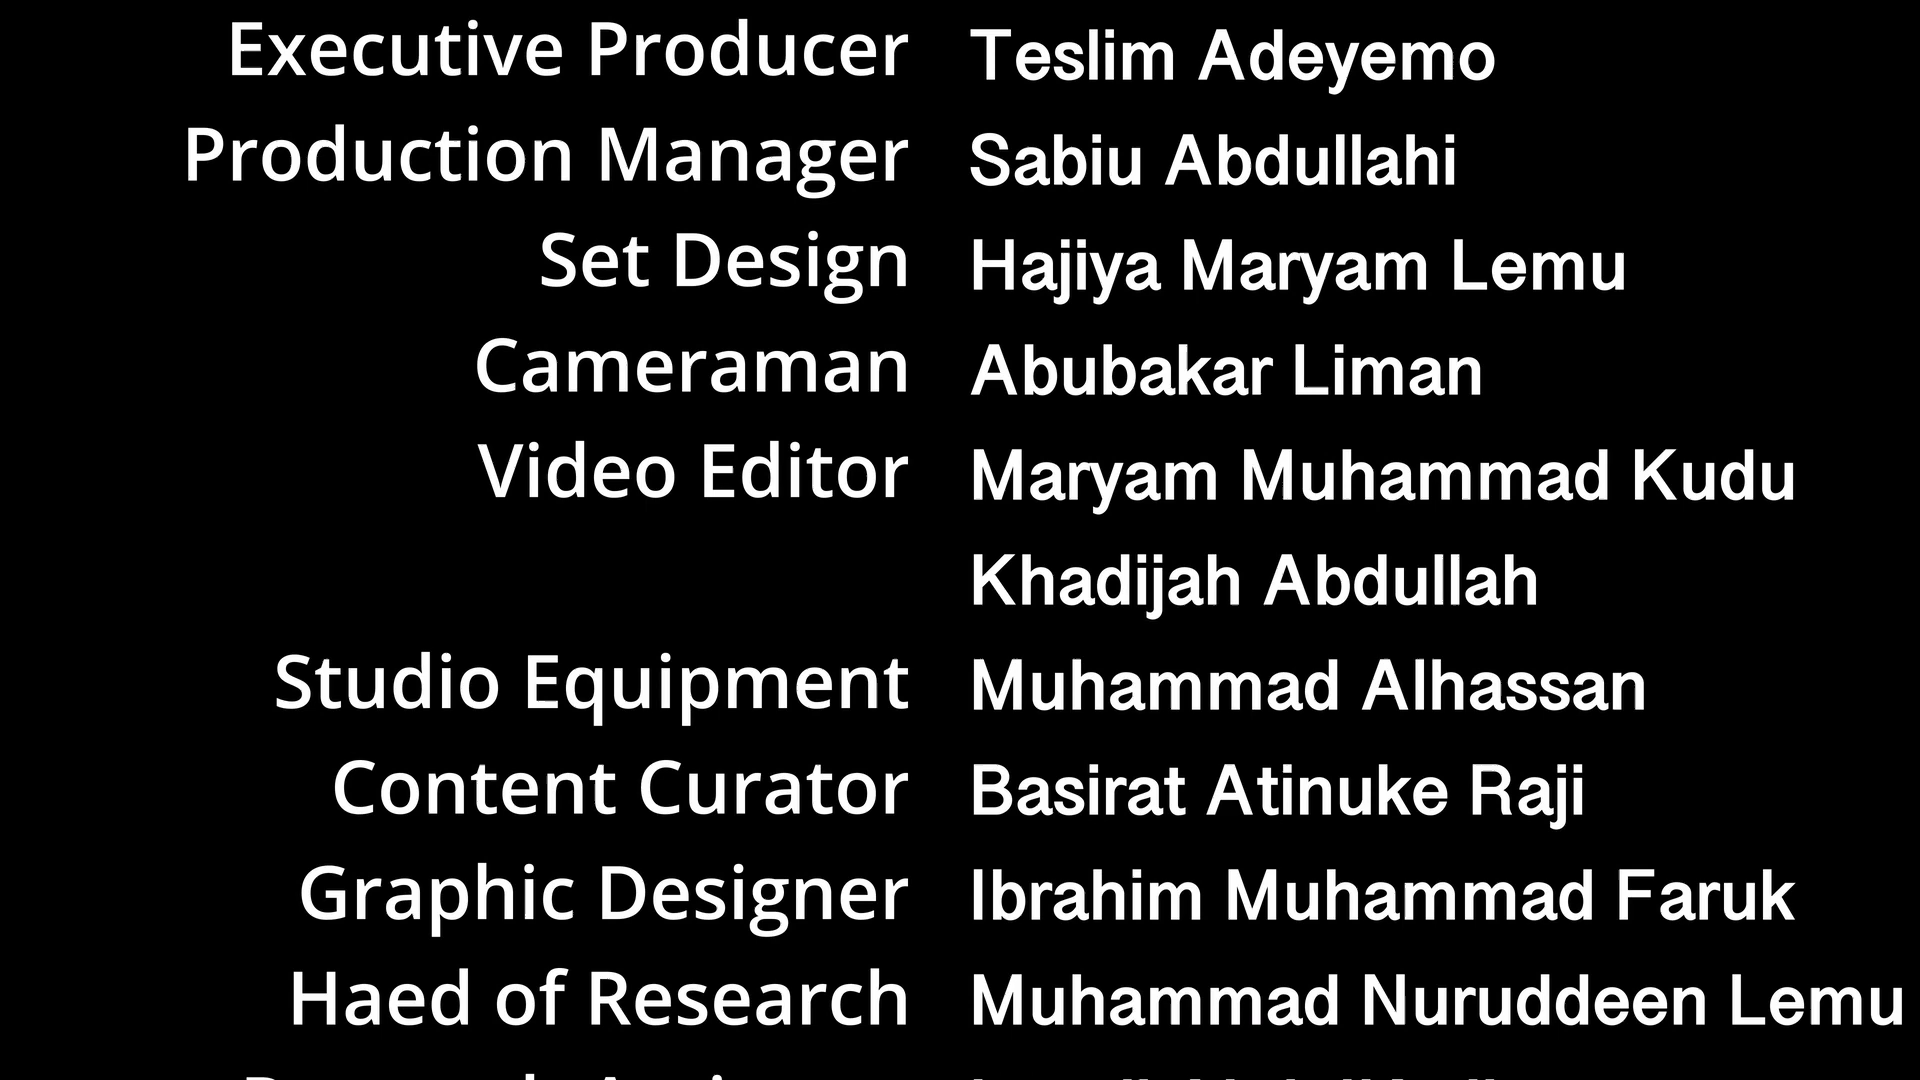 Executive Producer Teslim Adeyemo
Production Manager Sabiu Abdullahi
Set Design Hajiya Maryam Lemu
Cameraman Abubakar Liman
Video Editor Maryam Muhammad Kudu
Khadijah Abdullah
Studio Equipment Muhammad Alhassan
Content Curator Basirat Atinuke Raji
Graphic Designer Ibrahim Muhammad Faruk
Haed of Research Muhammad Nuruddeen Lemu